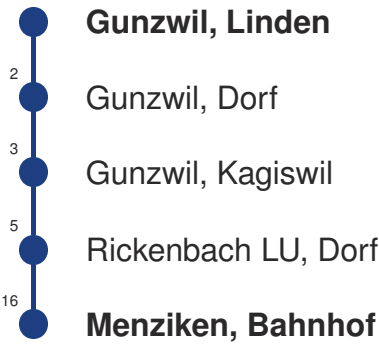 Gunzwil, Linden
2
Gunzwil, Dorf
3
Gunzwil, Kagiswil
5
Rickenbach LU, Dorf
16
Menziken, Bahnhof